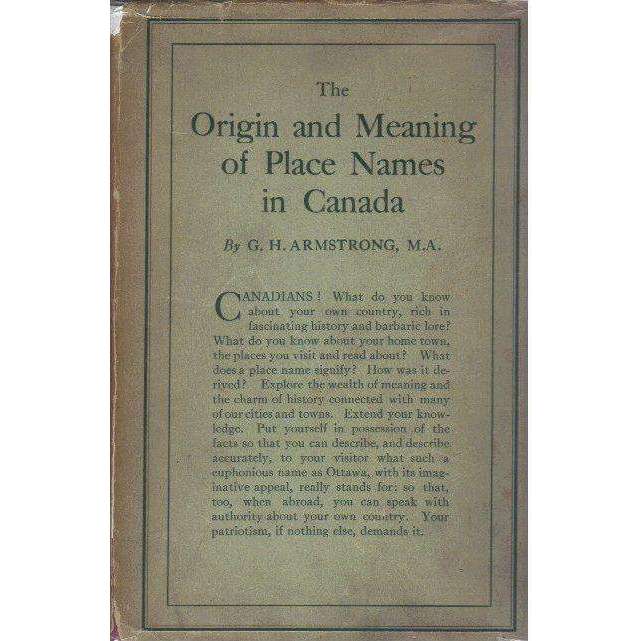 The
Origin and Meaning
of Place Names
in Canada
By G. H. ARMSTRONG, M.A.
CANADIANS! What do you know
about your own country, rich in
fascinating history and barbaric lore?
What do you know about your home town,
the places you visit and read about? What
does a place name signify? How was it de-
rived? Explore the wealth of meaning and
the charm of history connected with many
of our cities and towns. Extend your know-
ledge. Put yourself in possession of the
facts so that you can describe, and describe
accurately, to your visitor what such a
euphonious name as Ottawa, with its imag-
inative appeal, really stands for: so that,
too, when abroad, you can speak with
authority about your own country. Your
patriotism, if nothing else, demands it.